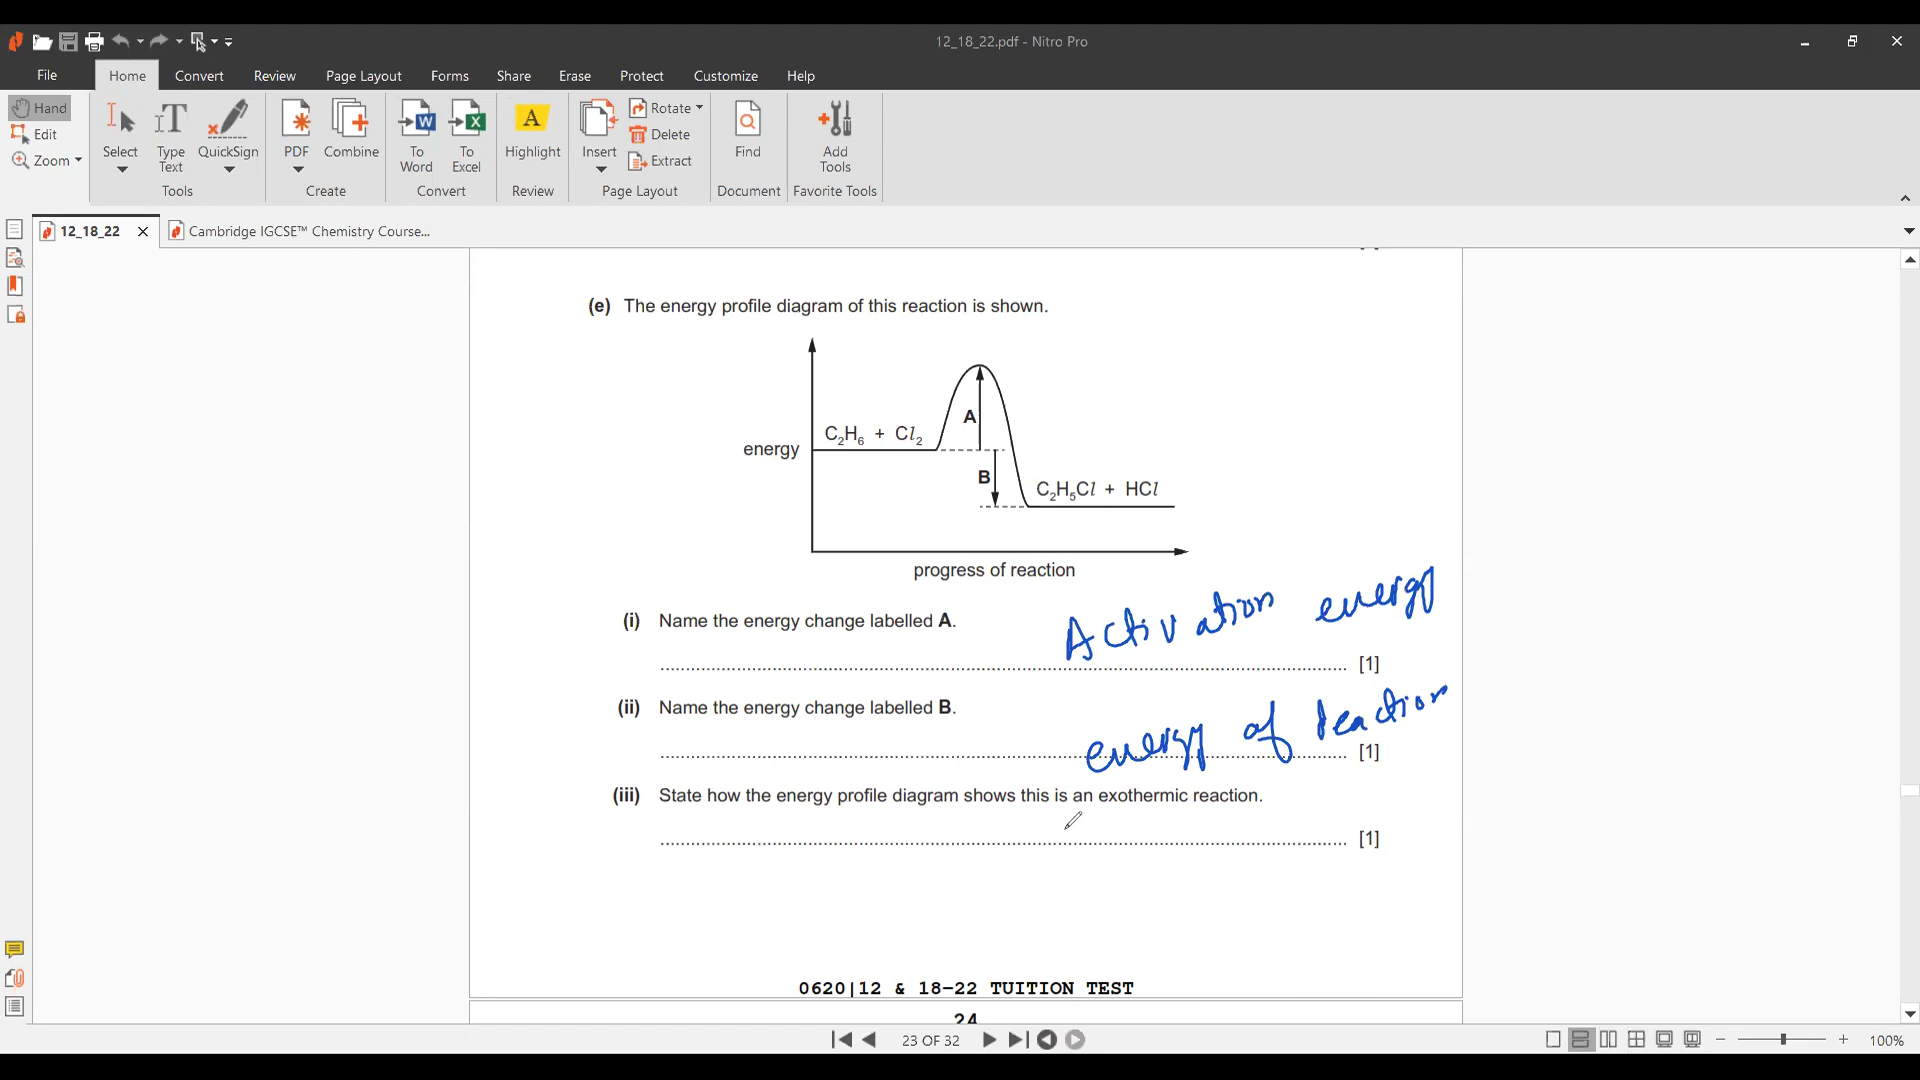 12_18_22.pdf - Nitro Pro
File Home Convert Review Page Layout Forms Share Erase Protect Customize Help
Hand
Edit
Zoom
Select
Type Text
QuickSign
Tools
PDF
Combine
Create
To Word
To Excel
Convert
A
Highlight
Review
Insert
Rotate
Delete
Extract
Page Layout
Find
Document
Add Tools
Favorite Tools
12_18_22
Cambridge IGCSE™ Chemistry Course...
(e) The energy profile diagram of this reaction is shown.
A
C₂H₆ + Cl₂
energy
B
C₂H₅Cl + HCl
progress of reaction
(i) Name the energy change labelled A.
Activation energy
[1]
(ii) Name the energy change labelled B.
energy of reaction
[1]
(iii) State how the energy profile diagram shows this is an exothermic reaction.
[1]
0620|12 & 18-22 TUITION TEST
24
23 OF 32
100%